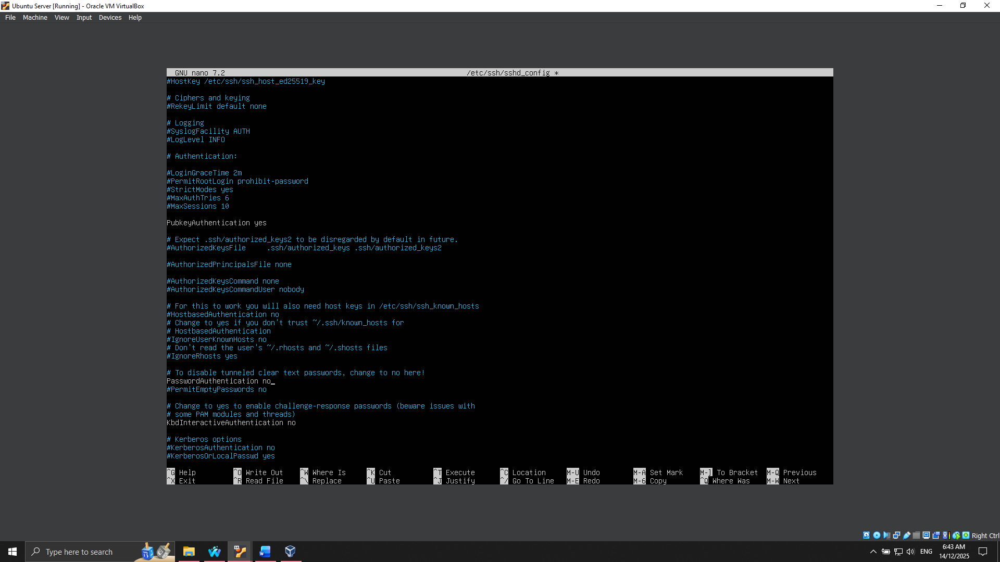 Ubuntu Server [Running] - Oracle VM VirtualBox
File Machine View Input Devices Help
GNU nano 7.2 /etc/ssh/sshd_config *
#HostKey /etc/ssh/ssh_host_ed25519_key
# Ciphers and keying
#RekeyLimit default none
# Logging
#SyslogFacility AUTH
#LogLevel INFO
# Authentication:
#LoginGraceTime 2m
#PermitRootLogin prohibit-password
#StrictModes yes
#MaxAuthTries 6
#MaxSessions 10
PubkeyAuthentication yes
# Expect .ssh/authorized_keys2 to be disregarded by default in future.
#AuthorizedKeysFile .ssh/authorized_keys .ssh/authorized_keys2
#AuthorizedPrincipalsFile none
#AuthorizedKeysCommand none
#AuthorizedKeysCommandUser nobody
# For this to work you will also need host keys in /etc/ssh/ssh_known_hosts
#HostbasedAuthentication no
# Change to yes if you don't trust ~/.ssh/known_hosts for
# HostbasedAuthentication
#IgnoreUserKnownHosts no
# Don't read the user's ~/.rhosts and ~/.shosts files
#IgnoreRhosts yes
# To disable tunneled clear text passwords, change to no here!
PasswordAuthentication no_
#PermitEmptyPasswords no
# Change to yes to enable challenge-response passwords (beware issues with
# some PAM modules and threads)
KbdInteractiveAuthentication no
# Kerberos options
#KerberosAuthentication no
#KerberosOrLocalPasswd yes
^G Help ^O Write Out ^W Where Is ^K Cut ^T Execute ^C Location M-U Undo M-A Set Mark M-] To Bracket M-Q Previous
^X Exit ^R Read File ^\ Replace ^U Paste ^J Justify ^/ Go To Line M-E Redo M-6 Copy ^Q Where Was M-W Next
Right Ctrl
Type here to search
ENG
6:43 AM
14/12/2025